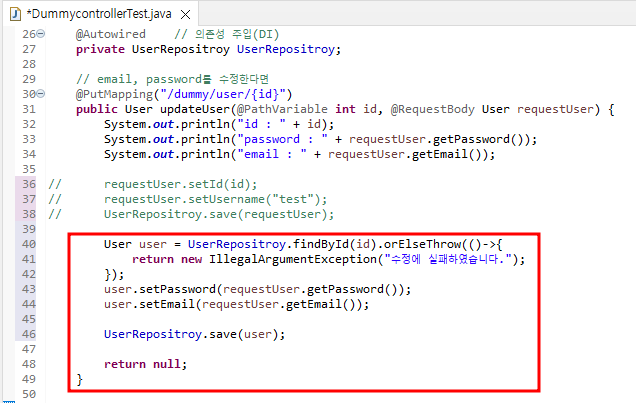 *DummycontrollerTest.java
26 @Autowired // 의존성 주입(DI)
27 private UserRepositroy UserRepositroy;
28
29 // email, password를 수정한다면
30 @PutMapping("/dummy/user/{id}")
31 public User updateUser(@PathVariable int id, @RequestBody User requestUser) {
32 System.out.println("id : " + id);
33 System.out.println("password : " + requestUser.getPassword());
34 System.out.println("email : " + requestUser.getEmail());
35
36 // requestUser.setId(id);
37 // requestUser.setUsername("test");
38 // UserRepositroy.save(requestUser);
39
40 User user = UserRepositroy.findById(id).orElseThrow(()->{
41 return new IllegalArgumentException("수정에 실패하였습니다.");
42 });
43 user.setPassword(requestUser.getPassword());
44 user.setEmail(requestUser.getEmail());
45
46 UserRepositroy.save(user);
47
48 return null;
49 }
50